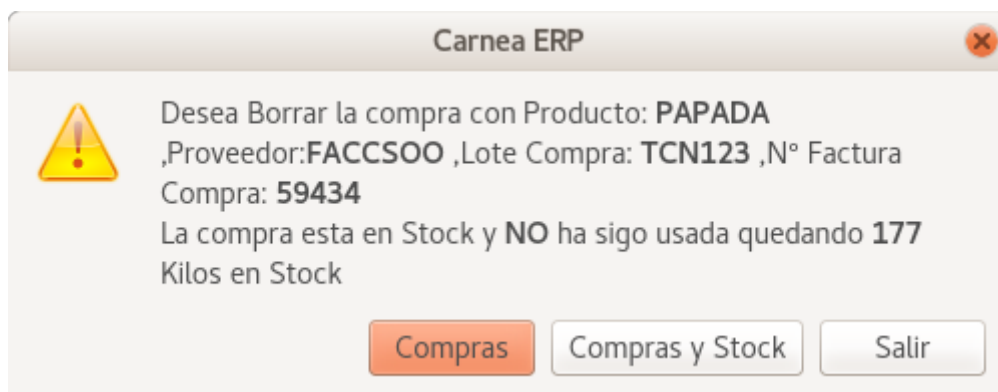 Carnea ERP
Desea Borrar la compra con Producto: PAPADA
,Proveedor:FACCSOO ,Lote Compra: TCN123 ,N° Factura
Compra: 59434
La compra esta en Stock y NO ha sigo usada quedando 177
Kilos en Stock
Compras Compras y Stock Salir